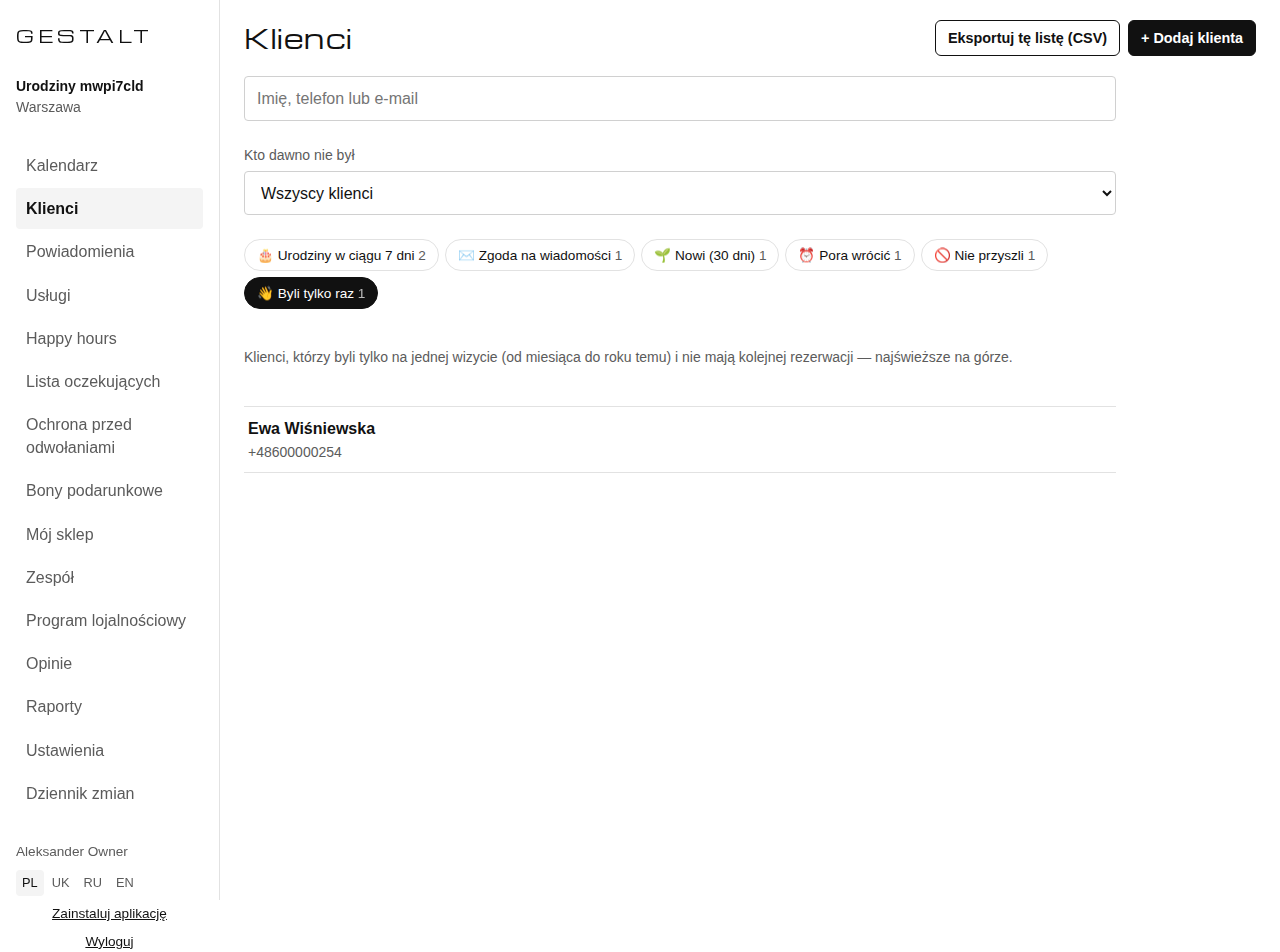 GESTALT
Urodziny mwpi7cld
Warszawa
Kalendarz
Klienci
Powiadomienia
Usługi
Happy hours
Lista oczekujących
Ochrona przed
odwołaniami
Bony podarunkowe
Mój sklep
Zespół
Program lojalnościowy
Opinie
Raporty
Ustawienia
Dziennik zmian
Aleksander Owner
PL UK RU EN
Zainstaluj aplikację
Wyloguj
Klienci
Eksportuj tę listę (CSV) + Dodaj klienta
Imię, telefon lub e-mail
Kto dawno nie był
Wszyscy klienci
🎂 Urodziny w ciągu 7 dni 2 ✉️ Zgoda na wiadomości 1 🌱 Nowi (30 dni) 1 ⏰ Pora wrócić 1 🚫 Nie przyszli 1
👋 Byli tylko raz 1
Klienci, którzy byli tylko na jednej wizycie (od miesiąca do roku temu) i nie mają kolejnej rezerwacji — najświeższe na górze.
Ewa Wiśniewska
+48600000254